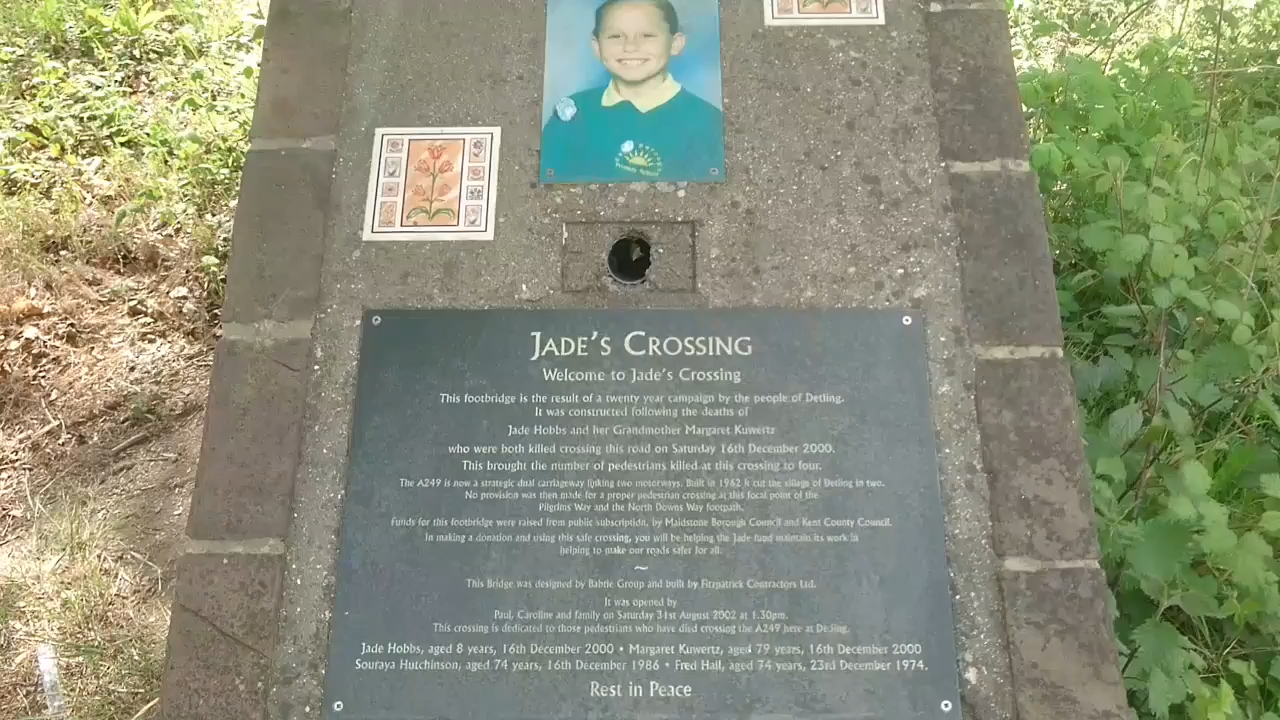 JADE'S CROSSING
Welcome to Jade's Crossing
This footbridge is the result of a twenty year campaign by the people of Detling.
It was constructed following the deaths of
Jade Hobbs and her Grandmother Margaret Kuwertz
who were both killed crossing this road on Saturday 16th December 2000.
This brought the number of pedestrians killed at this crossing to four.
The A249 is now a strategic dual carriageway linking two motorways. Built in 1962 it cut the village of Detling in two.
No provision was then made for a proper pedestrian crossing at this focal point of the
Pilgrims Way and the North Downs Way footpath.
Funds for this footbridge were raised from public subscription, by Maidstone Borough Council and Kent County Council.
In making a donation and using this safe crossing, you will be helping the Jade fund maintain its work in
helping to make our roads safer for all.
~
This Bridge was designed by Babtie Group and built by Fitzpatrick Contractors Ltd.
It was opened by
Paul, Caroline and family on Saturday 31st August 2002 at 1.30pm.
This crossing is dedicated to those pedestrians who have died crossing the A249 here at Detling.
Jade Hobbs, aged 8 years, 16th December 2000 • Margaret Kuwertz, aged 79 years, 16th December 2000
Souraya Hutchinson, aged 74 years, 16th December 1986 • Fred Hall, aged 74 years, 23rd December 1974.
Rest in Peace